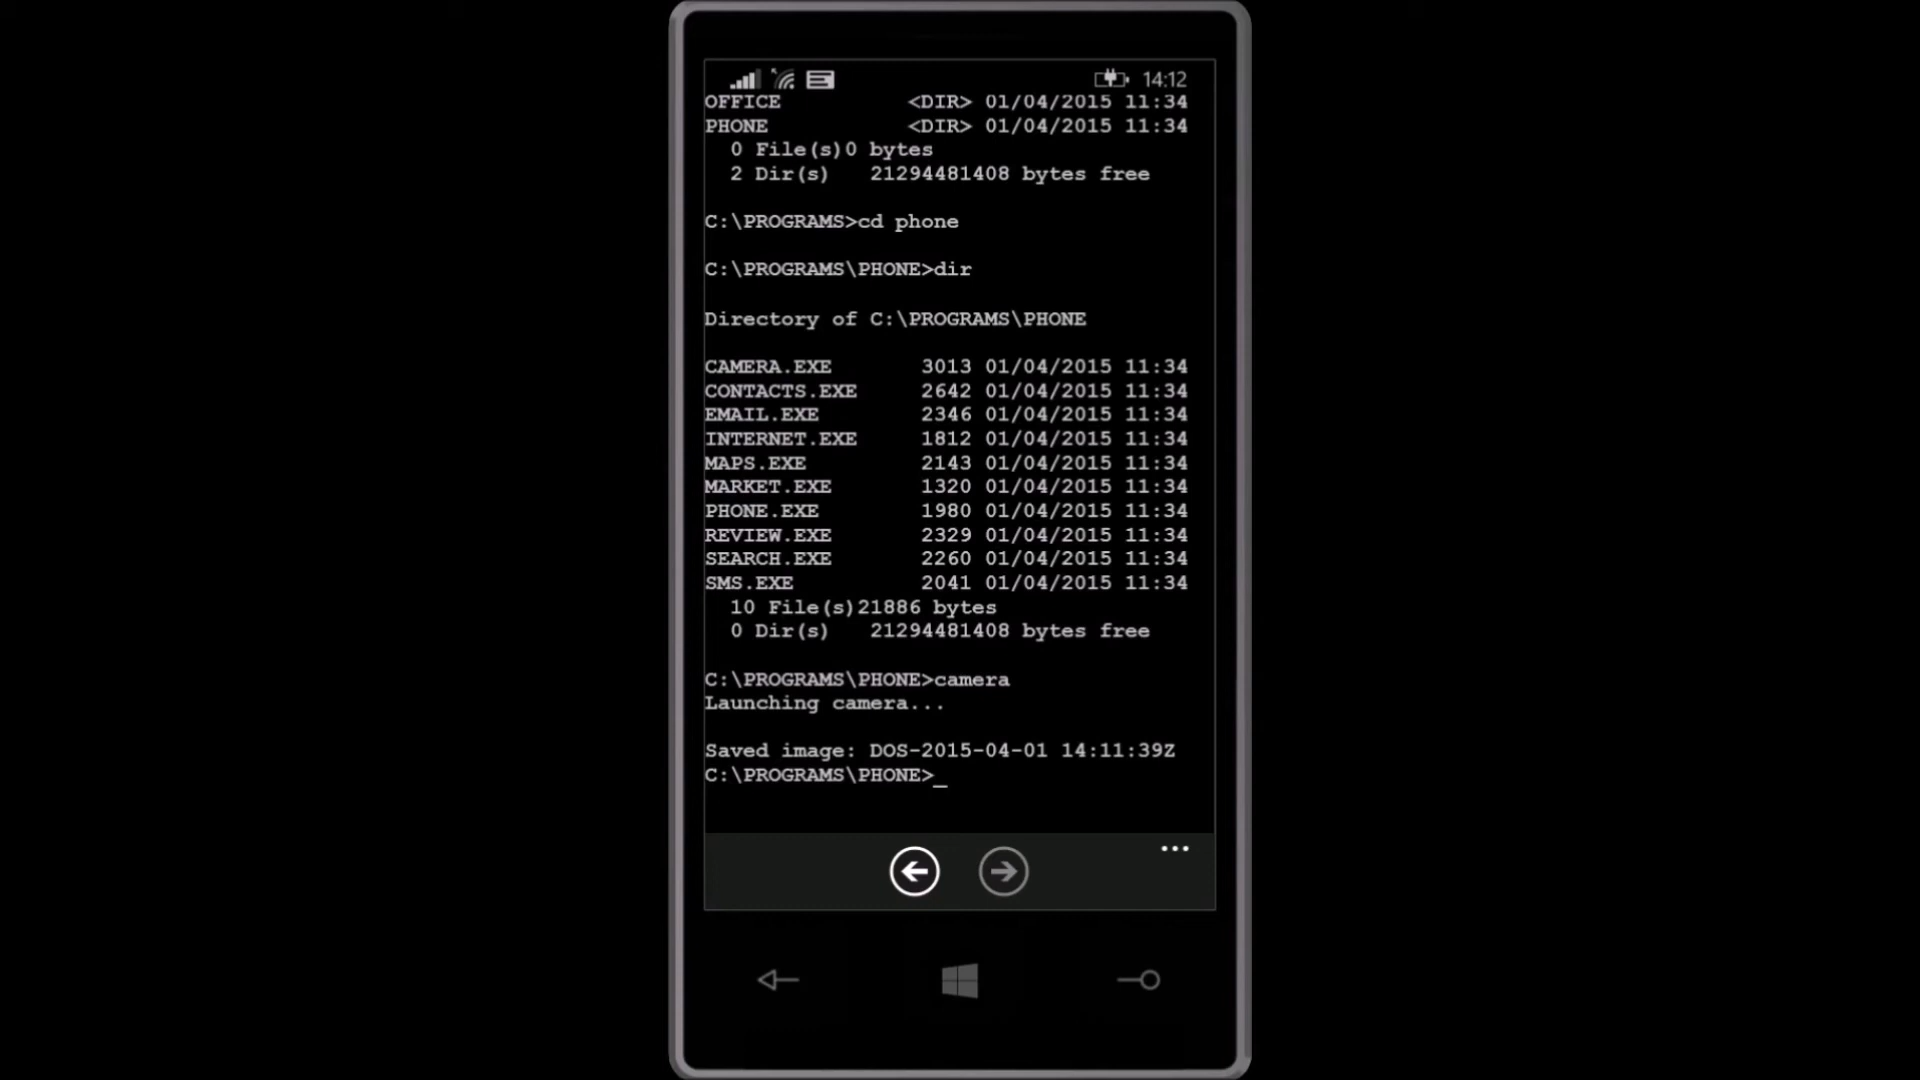 14:12
OFFICE <DIR> 01/04/2015 11:34
PHONE <DIR> 01/04/2015 11:34
0 File(s)0 bytes
2 Dir(s) 21294481408 bytes free
C:\PROGRAMS>cd phone
C:\PROGRAMS\PHONE>dir
Directory of C:\PROGRAMS\PHONE
CAMERA.EXE 3013 01/04/2015 11:34
CONTACTS.EXE 2642 01/04/2015 11:34
EMAIL.EXE 2346 01/04/2015 11:34
INTERNET.EXE 1812 01/04/2015 11:34
MAPS.EXE 2143 01/04/2015 11:34
MARKET.EXE 1320 01/04/2015 11:34
PHONE.EXE 1980 01/04/2015 11:34
REVIEW.EXE 2329 01/04/2015 11:34
SEARCH.EXE 2260 01/04/2015 11:34
SMS.EXE 2041 01/04/2015 11:34
10 File(s)21886 bytes
0 Dir(s) 21294481408 bytes free
C:\PROGRAMS\PHONE>camera
Launching camera...
Saved image: DOS-2015-04-01 14:11:39Z
C:\PROGRAMS\PHONE>_